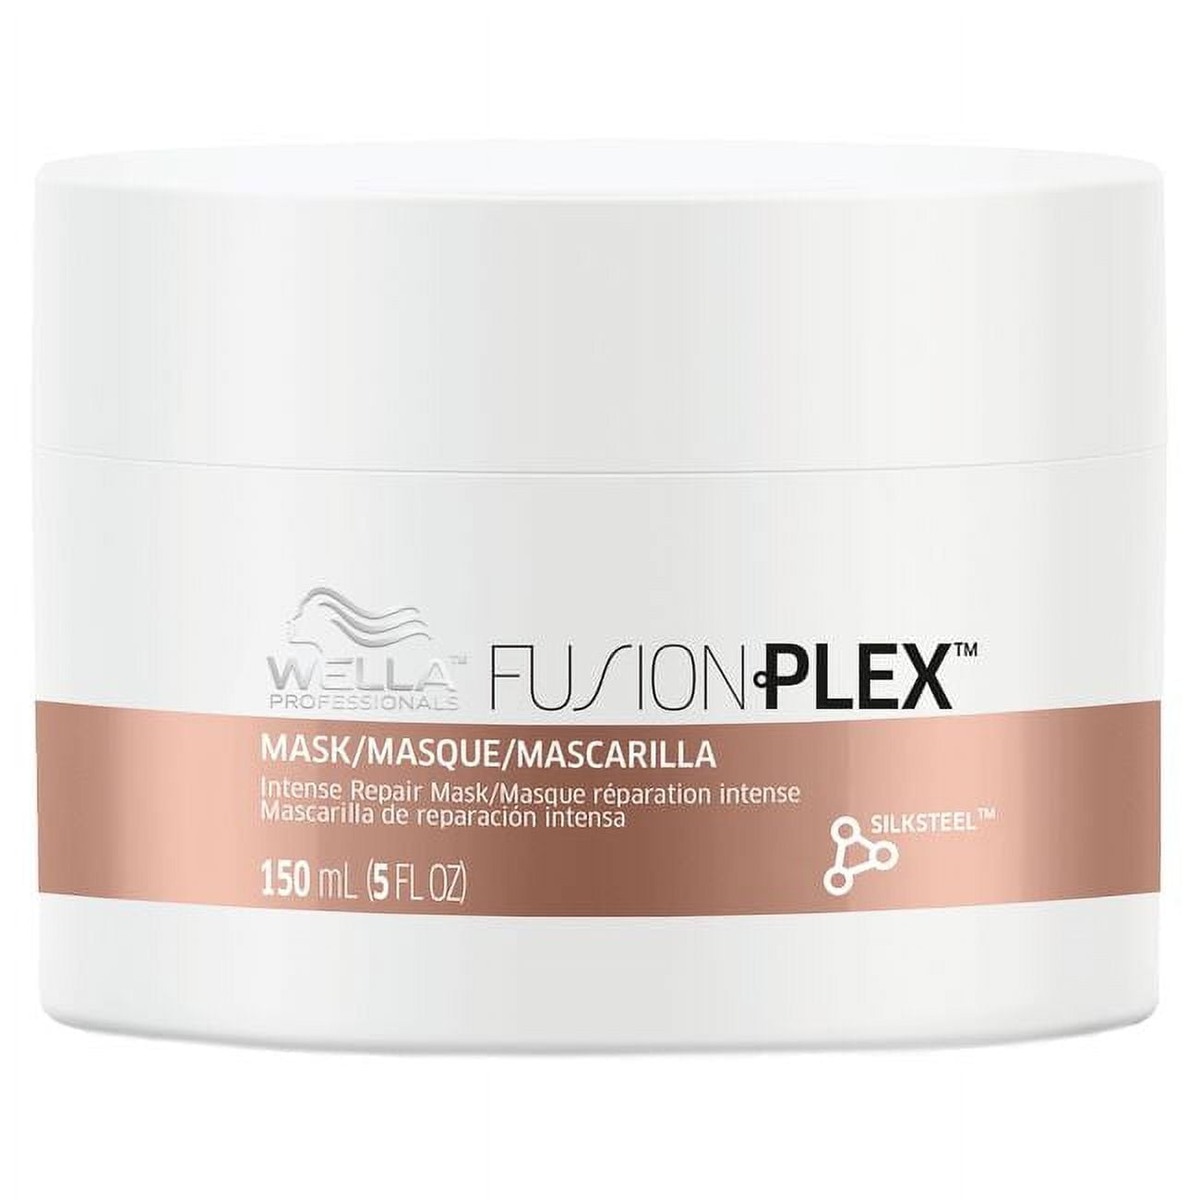 WELLA™
PROFESSIONALS
FUSIONPLEX™
MASK/MASQUE/MASCARILLA
Intense Repair Mask/Masque réparation intense
Mascarilla de reparación intensa
150 mL (5 FL OZ)
SILKSTEEL™